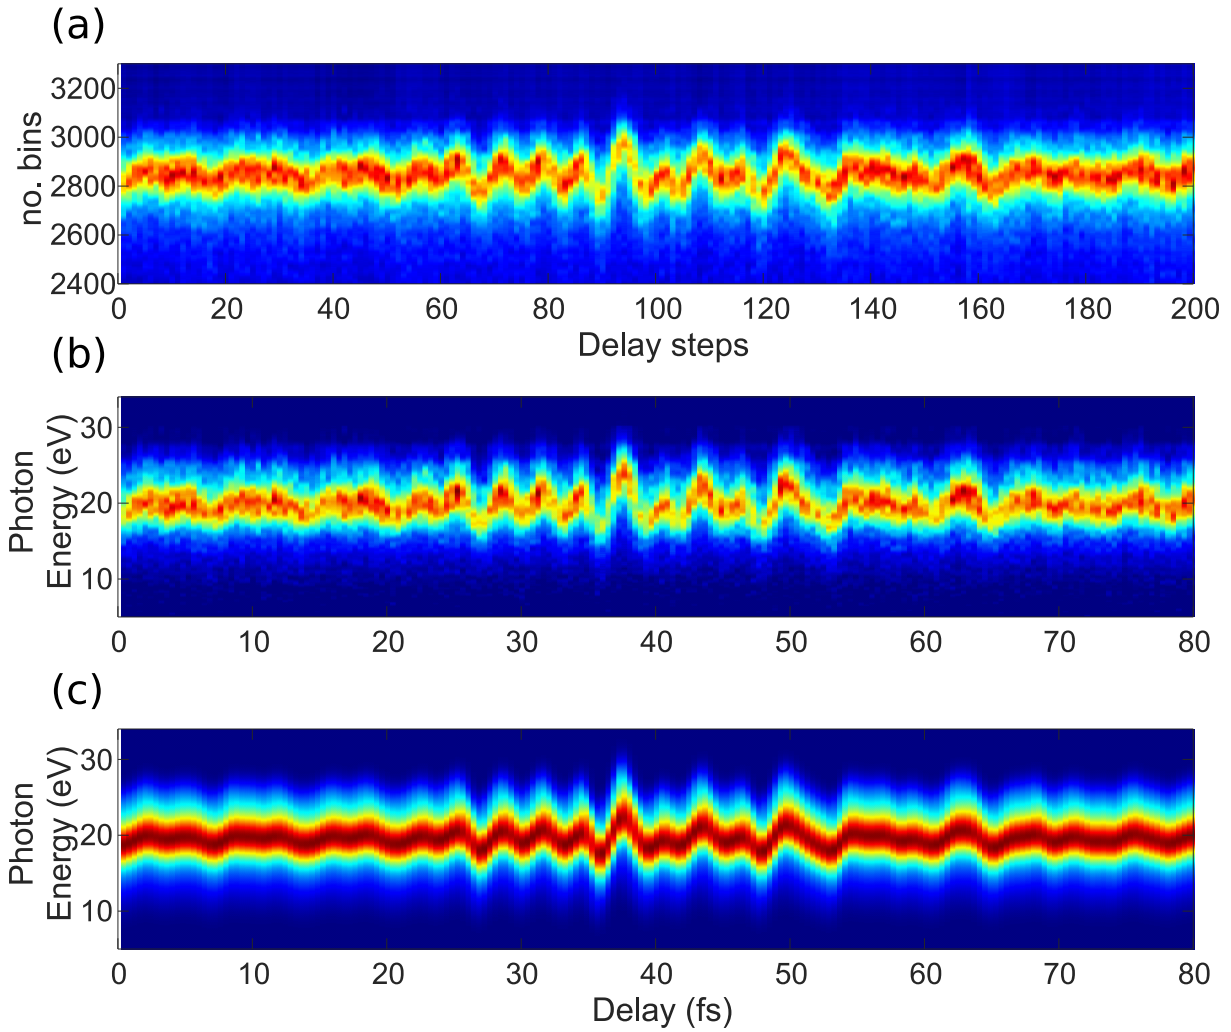 (a)
no. bins
3200
3000
2800
2600
2400
0 20 40 60 80 100 120 140 160 180 200
Delay steps
(b)
Photon
Energy (eV)
30
20
10
0 10 20 30 40 50 60 70 80
(c)
Photon
Energy (eV)
30
20
10
0 10 20 30 40 50 60 70 80
Delay (fs)